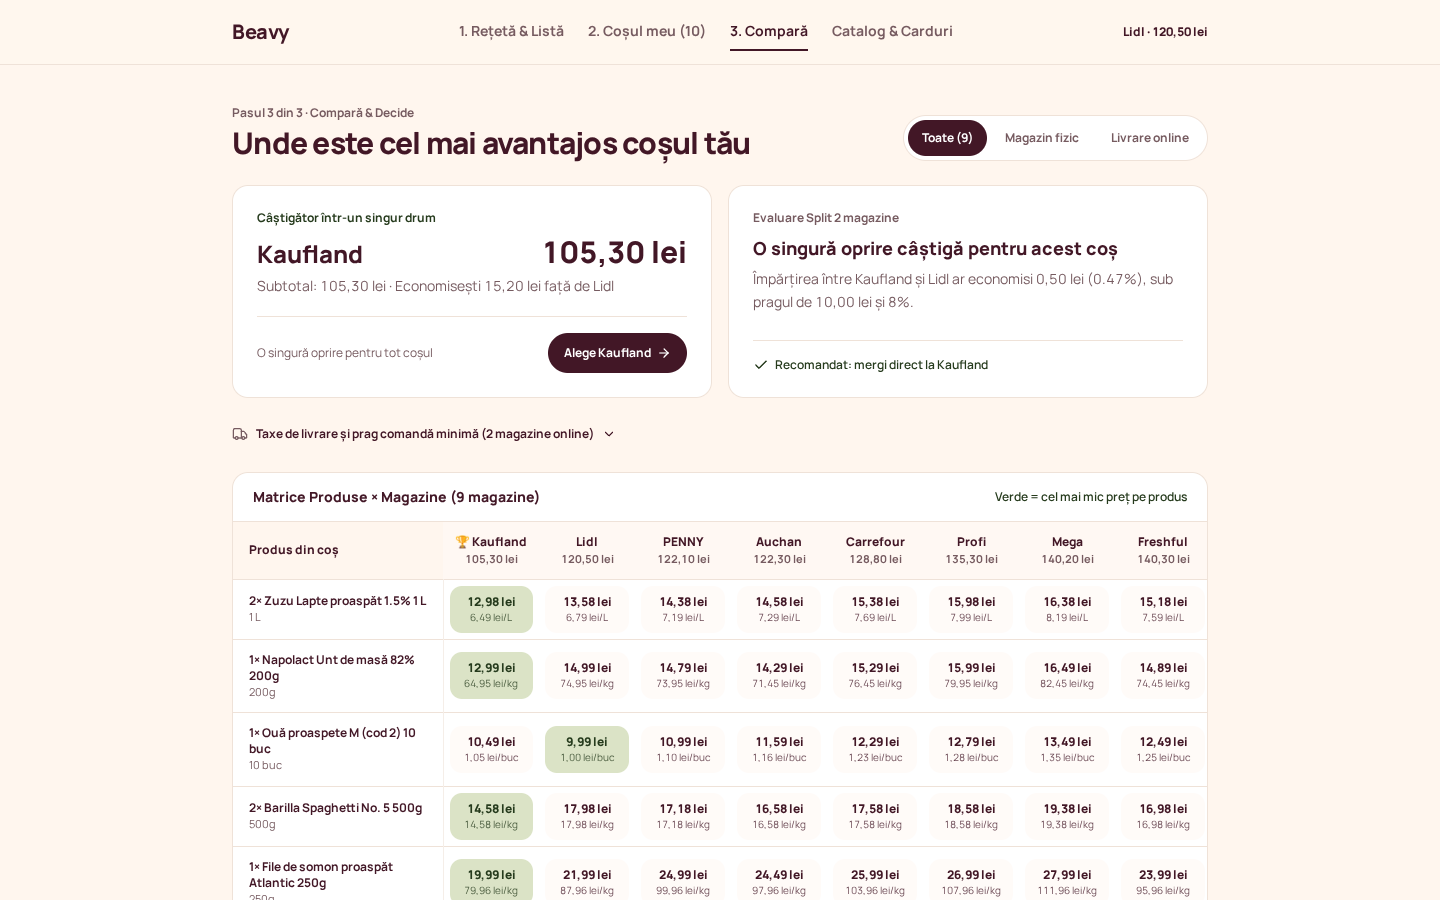 Beavy
1. Rețetă & Listă
2. Coșul meu (10)
3. Compară
Catalog & Carduri
Lidl · 120,50 lei
Pasul 3 din 3 · Compară & Decide
Unde este cel mai avantajos coșul tău
Toate (9)
Magazin fizic
Livrare online
Câștigător într-un singur drum
Kaufland 105,30 lei
Subtotal: 105,30 lei · Economisești 15,20 lei față de Lidl
O singură oprire pentru tot coșul
Alege Kaufland →
Evaluare Split 2 magazine
O singură oprire câștigă pentru acest coș
Împărțirea între Kaufland și Lidl ar economisi 0,50 lei (0.47%), sub
pragul de 10,00 lei și 8%.
Recomandat: mergi direct la Kaufland
Taxe de livrare și prag comandă minimă (2 magazine online)
Matrice Produse × Magazine (9 magazine)
Verde = cel mai mic preț pe produs
Produs din coș
🏆 Kaufland Lidl PENNY Auchan Carrefour Profi Mega Freshful
105,30 lei 120,50 lei 122,10 lei 122,30 lei 128,80 lei 135,30 lei 140,20 lei 140,30 lei
2× Zuzu Lapte proaspăt 1.5% 1 L
1 L
12,98 lei 13,58 lei 14,38 lei 14,58 lei 15,38 lei 15,98 lei 16,38 lei 15,18 lei
6,49 lei/L 6,79 lei/L 7,19 lei/L 7,29 lei/L 7,69 lei/L 7,99 lei/L 8,19 lei/L 7,59 lei/L
1× Napolact Unt de masă 82%
200g
200g
12,99 lei 14,99 lei 14,79 lei 14,29 lei 15,29 lei 15,99 lei 16,49 lei 14,89 lei
64,95 lei/kg 74,95 lei/kg 73,95 lei/kg 71,45 lei/kg 76,45 lei/kg 79,95 lei/kg 82,45 lei/kg 74,45 lei/kg
1× Ouă proaspete M (cod 2) 10
buc
10 buc
10,49 lei 9,99 lei 10,99 lei 11,59 lei 12,29 lei 12,79 lei 13,49 lei 12,49 lei
1,05 lei/buc 1,00 lei/buc 1,10 lei/buc 1,16 lei/buc 1,23 lei/buc 1,28 lei/buc 1,35 lei/buc 1,25 lei/buc
2× Barilla Spaghetti No. 5 500g
500g
14,58 lei 17,98 lei 17,18 lei 16,58 lei 17,58 lei 18,58 lei 19,38 lei 16,98 lei
14,58 lei/kg 17,98 lei/kg 17,18 lei/kg 16,58 lei/kg 17,58 lei/kg 18,58 lei/kg 19,38 lei/kg 16,98 lei/kg
1× File de somon proaspăt
Atlantic 250g
250g
19,99 lei 21,99 lei 24,99 lei 24,49 lei 25,99 lei 26,99 lei 27,99 lei 23,99 lei
79,96 lei/kg 87,96 lei/kg 99,96 lei/kg 97,96 lei/kg 103,96 lei/kg 107,96 lei/kg 111,96 lei/kg 95,96 lei/kg